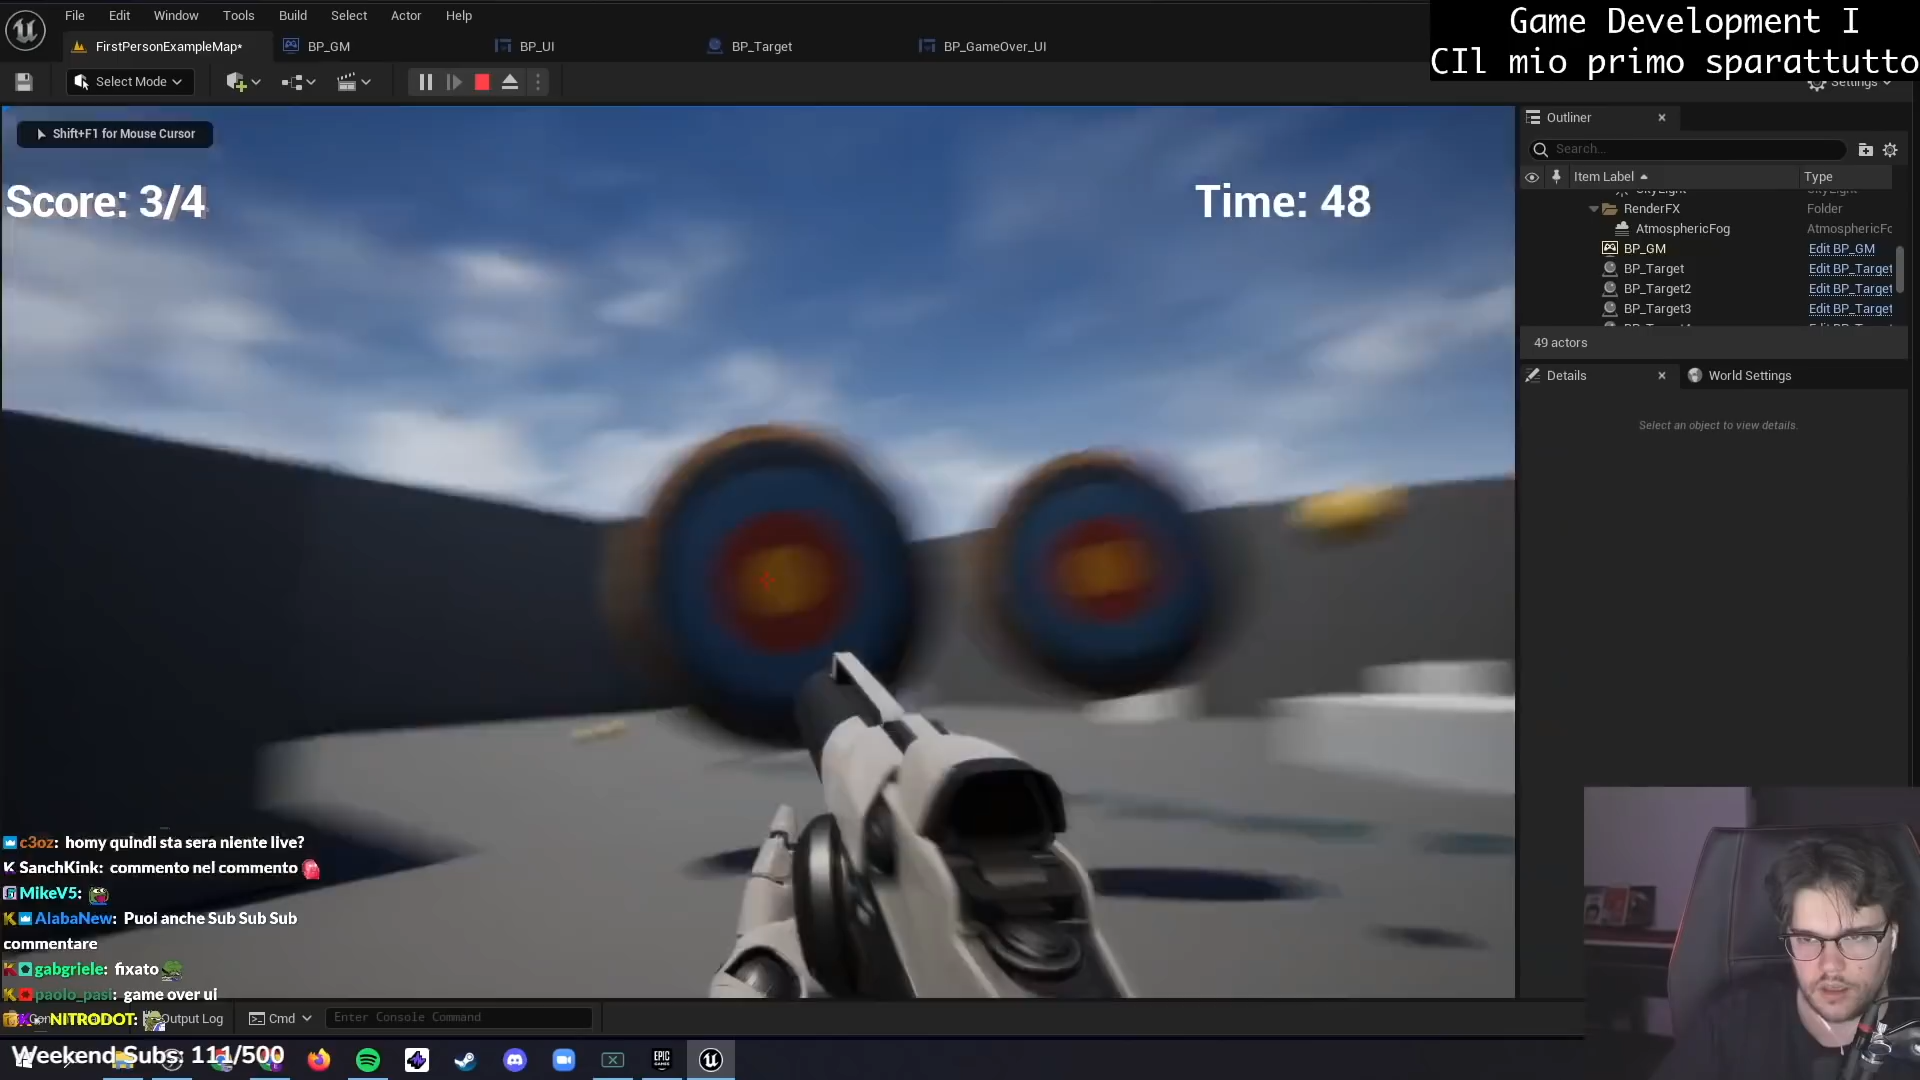 File Edit Window Tools Build Select Actor Help
Game Development I
CIl mio primo sparattutto
FirstPersonExampleMap* BP_GM BP_UI BP_Target BP_GameOver_UI
Select Mode
Settings
Shift+F1 for Mouse Cursor
Score: 3/4
Time: 48
Outliner
Search...
Item Label Type
RenderFX Folder
AtmosphericFog AtmosphericFc
BP_GM Edit BP_GM
BP_Target Edit BP_Target
BP_Target2 Edit BP_Target
BP_Target3 Edit BP_Target
49 actors
Details World Settings
Select an object to view details.
c3oz: homy quindi sta sera niente live?
SanchKink: commento nel commento
MikeV5:
AlabaNew: Puoi anche Sub Sub Sub
commentare
gabgriele: fixato
paolo_pasi: game over ui
NITRODOT:
Output Log Cmd Enter Console Command
Weekend Subs: 111/500
EPIC
GAMES